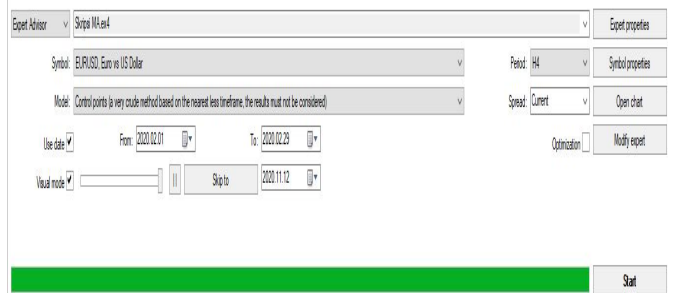 Expert Advisor Skripsi MA.ex4 Expert properties
Symbol: EURUSD, Euro vs US Dollar Period: H4 Symbol properties
Model: Control points (a very crude method based on the nearest less timeframe, the results must not be considered) Spread: Current Open chart
Use date From: 2020.02.01 To: 2020.02.29 Optimization Modify expert
Visual mode Skip to 2020.11.12
Start